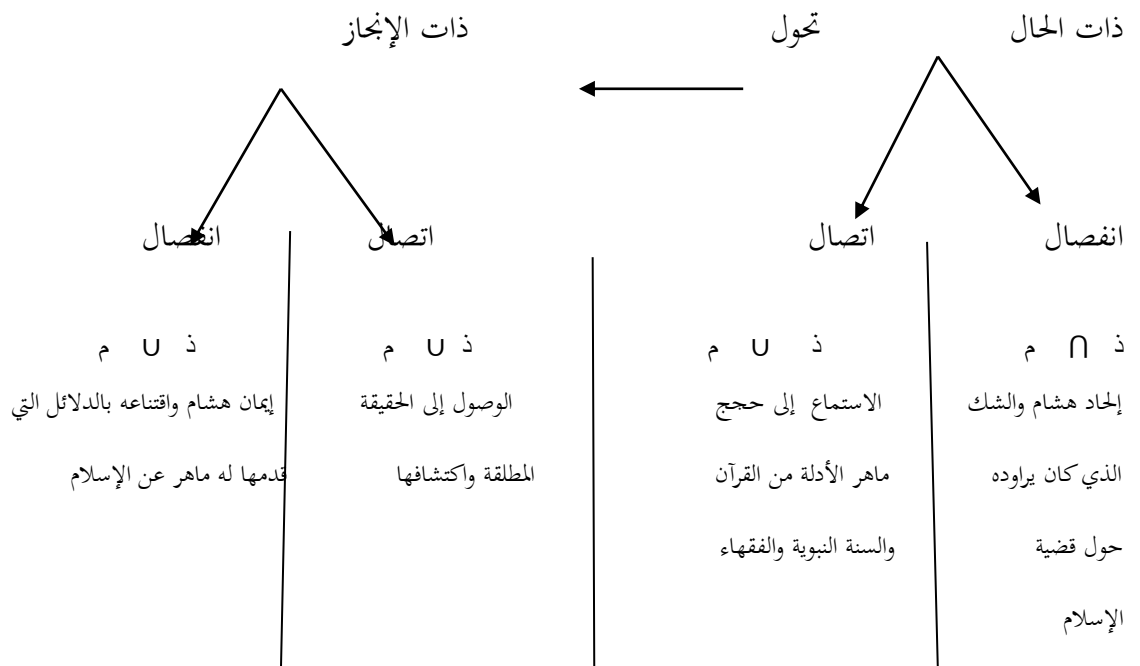 ذات الحال تحول ذات الإنجاز
انفصال اتصال اتصال انفصال
ذ ∩ م ذ ∪ م ذ ∪ م ذ ∪ م
إلحاد هشام والشك
الذي كان يراوده
حول قضية
الإسلام
الاستماع إلى حجج
ماهر الأدلة من القرآن
والسنة النبوية والفقهاء
الوصول إلى الحقيقة
المطلقة واكتشافها
إيمان هشام واقتناعه بالدلائل التي
قدمها له ماهر عن الإسلام